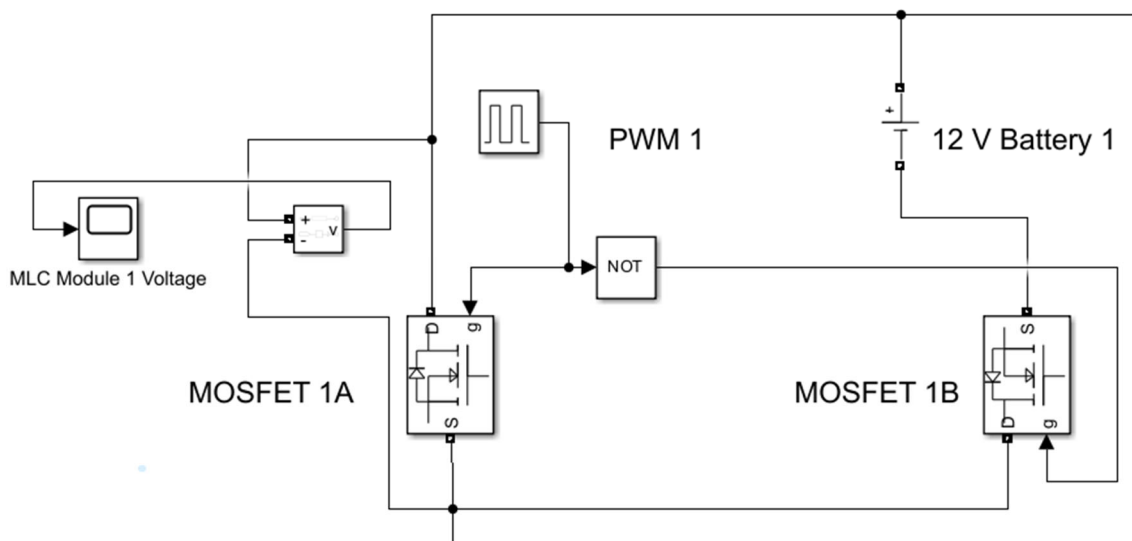 PWM 1
+
12 V Battery 1
+
-
v
MLC Module 1 Voltage
NOT
D
g
S
MOSFET 1A
MOSFET 1B
S
D
g